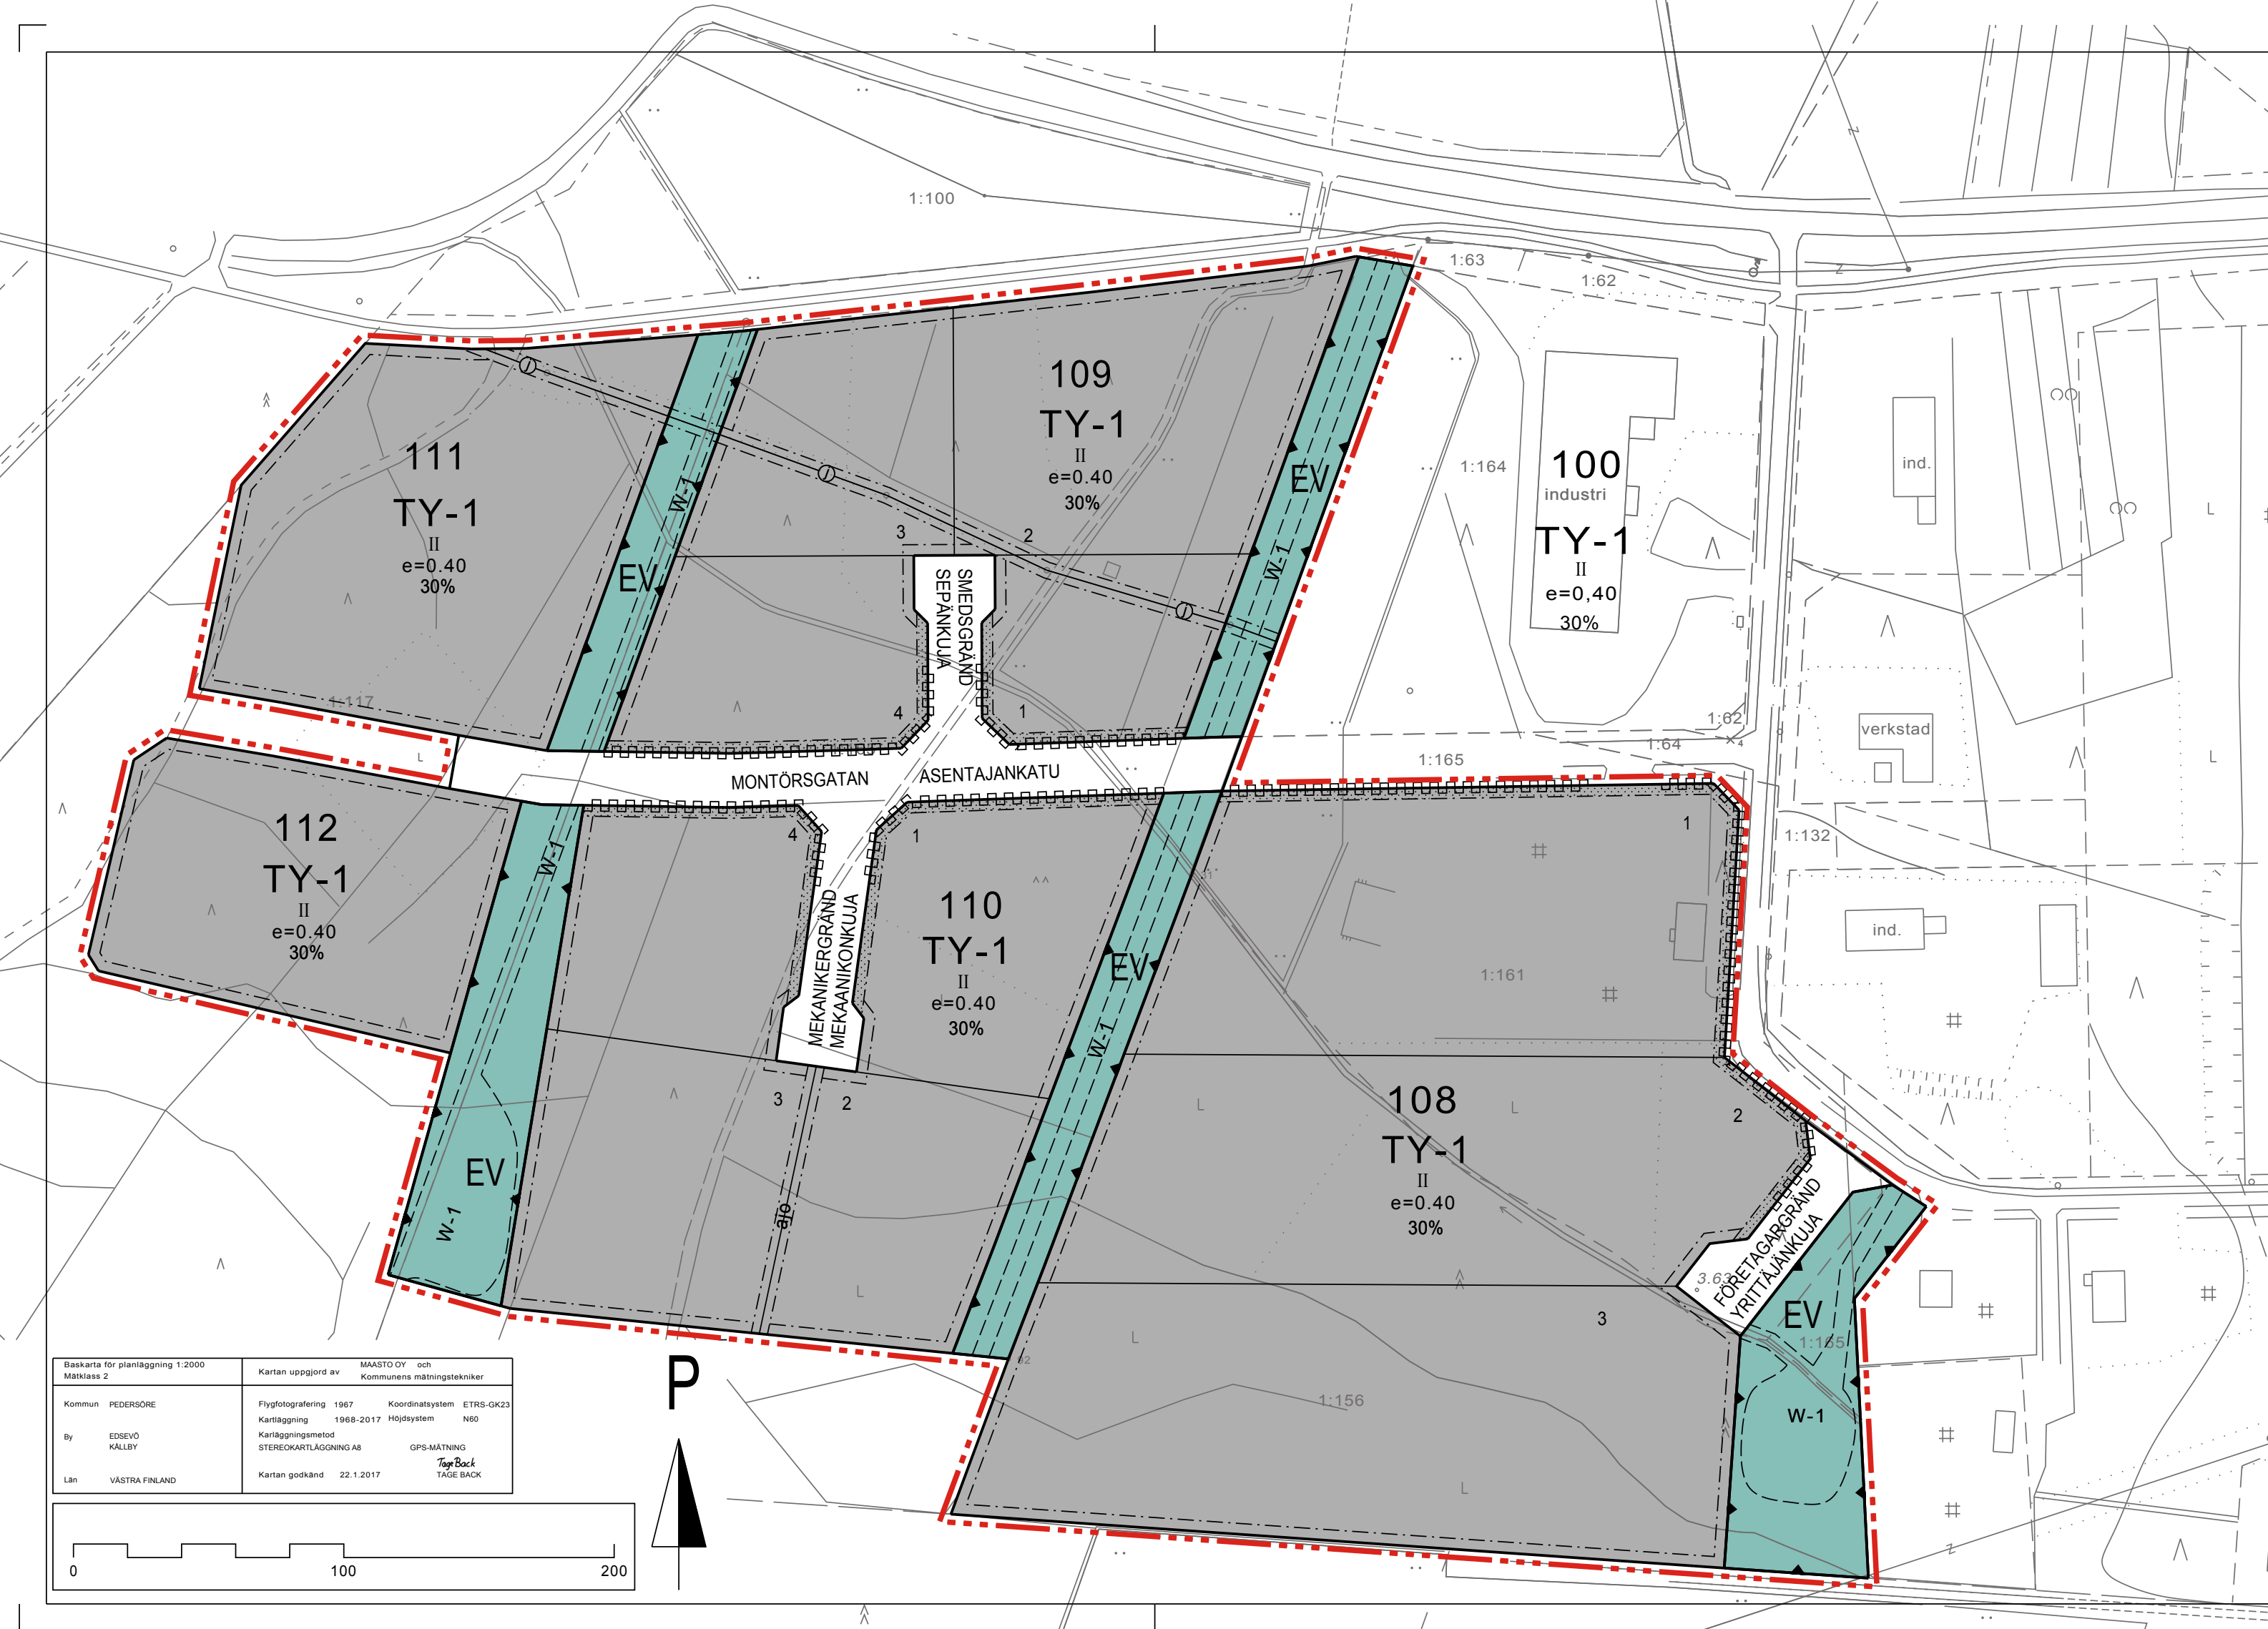 1:100
1:63
1:62
109
TY-1
II
e=0.40
30%
EV
111
TY-1
II
e=0.40
30%
W-1
EV
1:164
100
industri
TY-1
II
e=0,40
30%
ind.
L
3
2
SMEDSGRÄND
SEPÄNKUJA
W-1
4
1
1:117
L
1:62
1:64
1:165
verkstad
L
MONTÖRSGATAN
ASENTAJANKATU
112
TY-1
II
e=0.40
30%
W-1
4
1
1
1:132
110
TY-1
II
e=0.40
30%
EV
MEKANIKERGRÄND
MEKAANIKONKUJA
ind.
1:161
W-1
3
2
108
TY-1
II
e=0.40
30%
L
L
2
EV
W-1
ajo
FÖRETAGARGRÄND
YRITTÄJÄNKUJA
3.63
EV
1:165
3
L
L
1:156
W-1
L
Baskarta för planläggning 1:2000
Mätklass 2
Kartan uppgjord av MAASTO OY och
Kommunens mätningstekniker
Kommun PEDERSÖRE
Flygfotografering 1967 Koordinatsystem ETRS-GK23
Kartläggning 1968-2017 Höjdsystem N60
By EDSEVÖ
KÄLLBY
Karläggningsmetod
STEREOKARTLÄGGNING A8 GPS-MÄTNING
Tage Back
Län VÄSTRA FINLAND
Kartan godkänd 22.1.2017 TAGE BACK
P
0 100 200